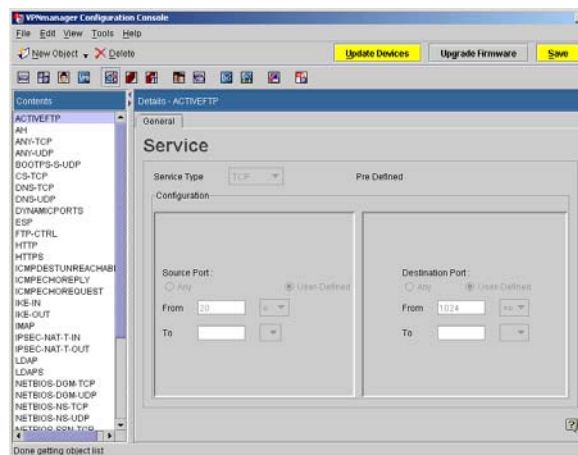 VPNmanager Configuration Console
File Edit View Tools Help
New Object Delete
Update Devices
Upgrade Firmware
Save
Contents
Details - ACTIVEFTP
ACTIVEFTP
AH
ANY-TCP
ANY-UDP
BOOTPS-S-UDP
CS-TCP
DNS-TCP
DNS-UDP
DYNAMICPORTS
ESP
FTP-CTRL
HTTP
HTTPS
ICMPDESTUNREACHABL
ICMPECHOREPLY
ICMPECHOREQUEST
IKE-IN
IKE-OUT
IMAP
IPSEC-NAT-T-IN
IPSEC-NAT-T-OUT
LDAP
LDAPS
NETBIOS-DGM-TCP
NETBIOS-DGM-UDP
NETBIOS-NS-TCP
NETBIOS-NS-UDP
NETBIOS-SSN-TCP
General
Service
Service Type TCP Pre Defined
Configuration
Source Port:
Any User-Defined
From 20 =
To
Destination Port:
Any User-Defined
From 1024 >=
To
?
Done getting object list